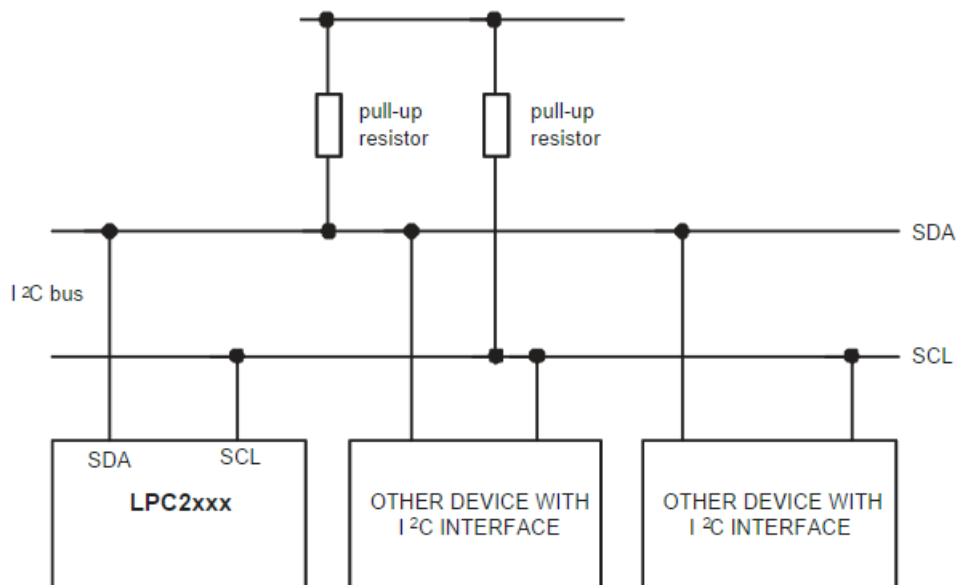 pull-up
resistor
pull-up
resistor
SDA
I ²C bus
SCL
SDA
SCL
LPC2xxx
OTHER DEVICE WITH
I ²C INTERFACE
OTHER DEVICE WITH
I ²C INTERFACE